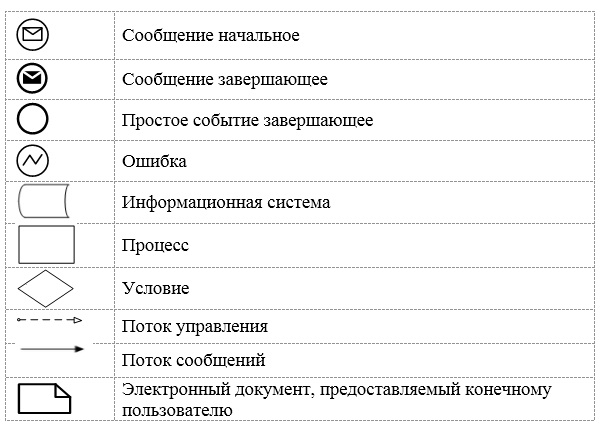 Сообщение начальное
Сообщение завершающее
Простое событие завершающее
Ошибка
Информационная система
Процесс
Условие
Поток управления
Поток сообщений
Электронный документ, предоставляемый конечному
пользователю